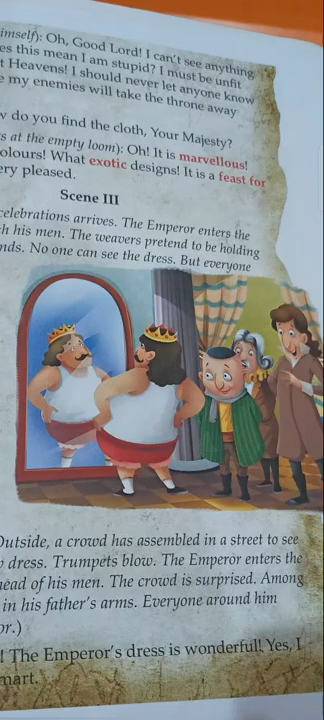 imself): Oh, Good Lord! I can't see anything
es this mean I am stupid? I must be unfit
t Heavens! I should never let anyone know
e my enemies will take the throne away
w do you find the cloth, Your Majesty?
s at the empty loom): Oh! It is marvellous!
olours! What exotic designs! It is a feast for
ery pleased.
Scene III
celebrations arrives. The Emperor enters the
h his men. The weavers pretend to be holding
nds. No one can see the dress. But everyone
Outside, a crowd has assembled in a street to see
dress. Trumpets blow. The Emperor enters the
head of his men. The crowd is surprised. Among
in his father's arms. Everyone around him
or.)
! The Emperor's dress is wonderful! Yes, I
mart.